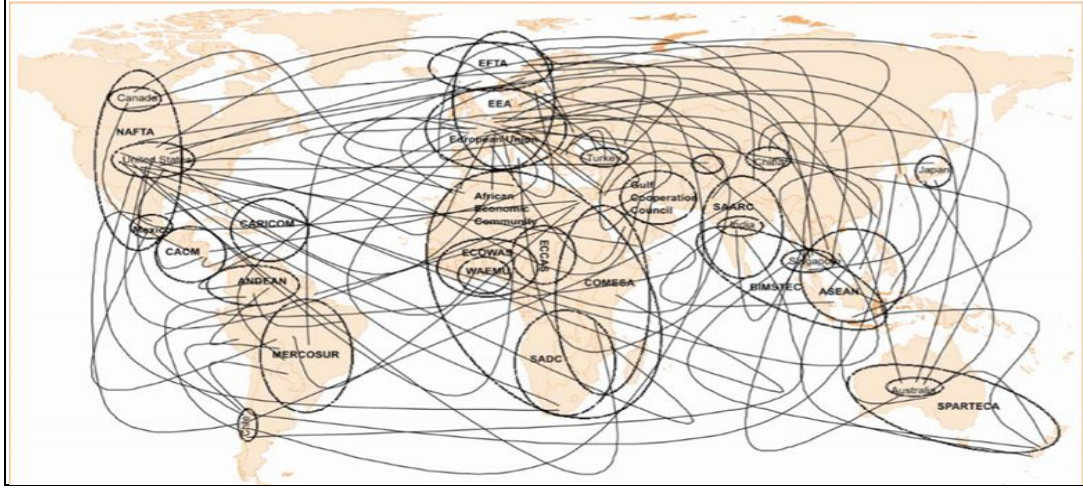 EFTA
EEA
European Union
Canada
NAFTA
United States
Mexico
CACM
CARICOM
ANDEAN
MERCOSUR
Chile
African
Economic
Community
ECOWAS
WAEMU
ECCAS
COMESA
SADC
Turkey
Gulf
Cooperation
Council
China
Japan
SAARC
India
Singapore
BIMSTEC
ASEAN
Australia
SPARTECA